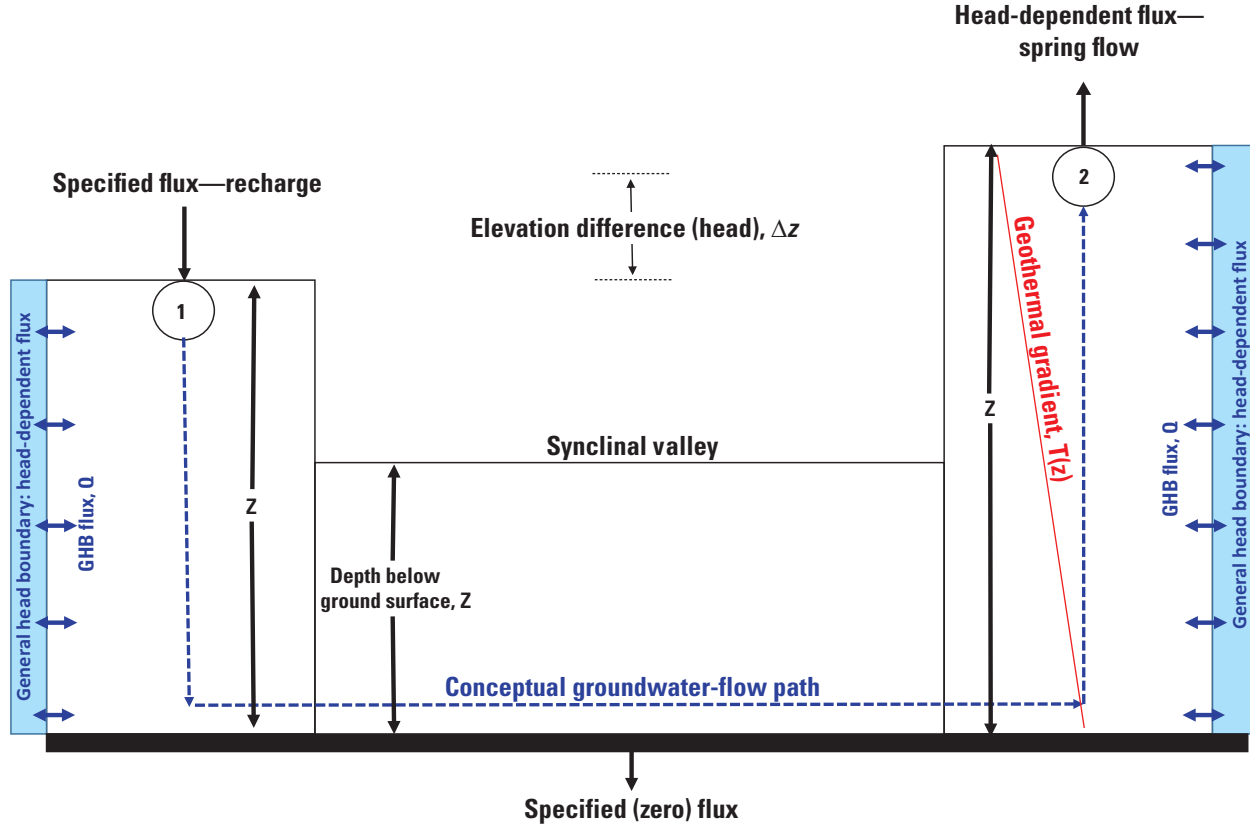 Head-dependent flux—
spring flow
Specified flux—recharge
Elevation difference (head), Δz
1
2
General head boundary: head-dependent flux
GHB flux, Q
Z
Synclinal valley
Depth below
ground surface, Z
Conceptual groundwater-flow path
Z
Geothermal gradient, T(z)
GHB flux, Q
General head boundary: head-dependent flux
Specified (zero) flux